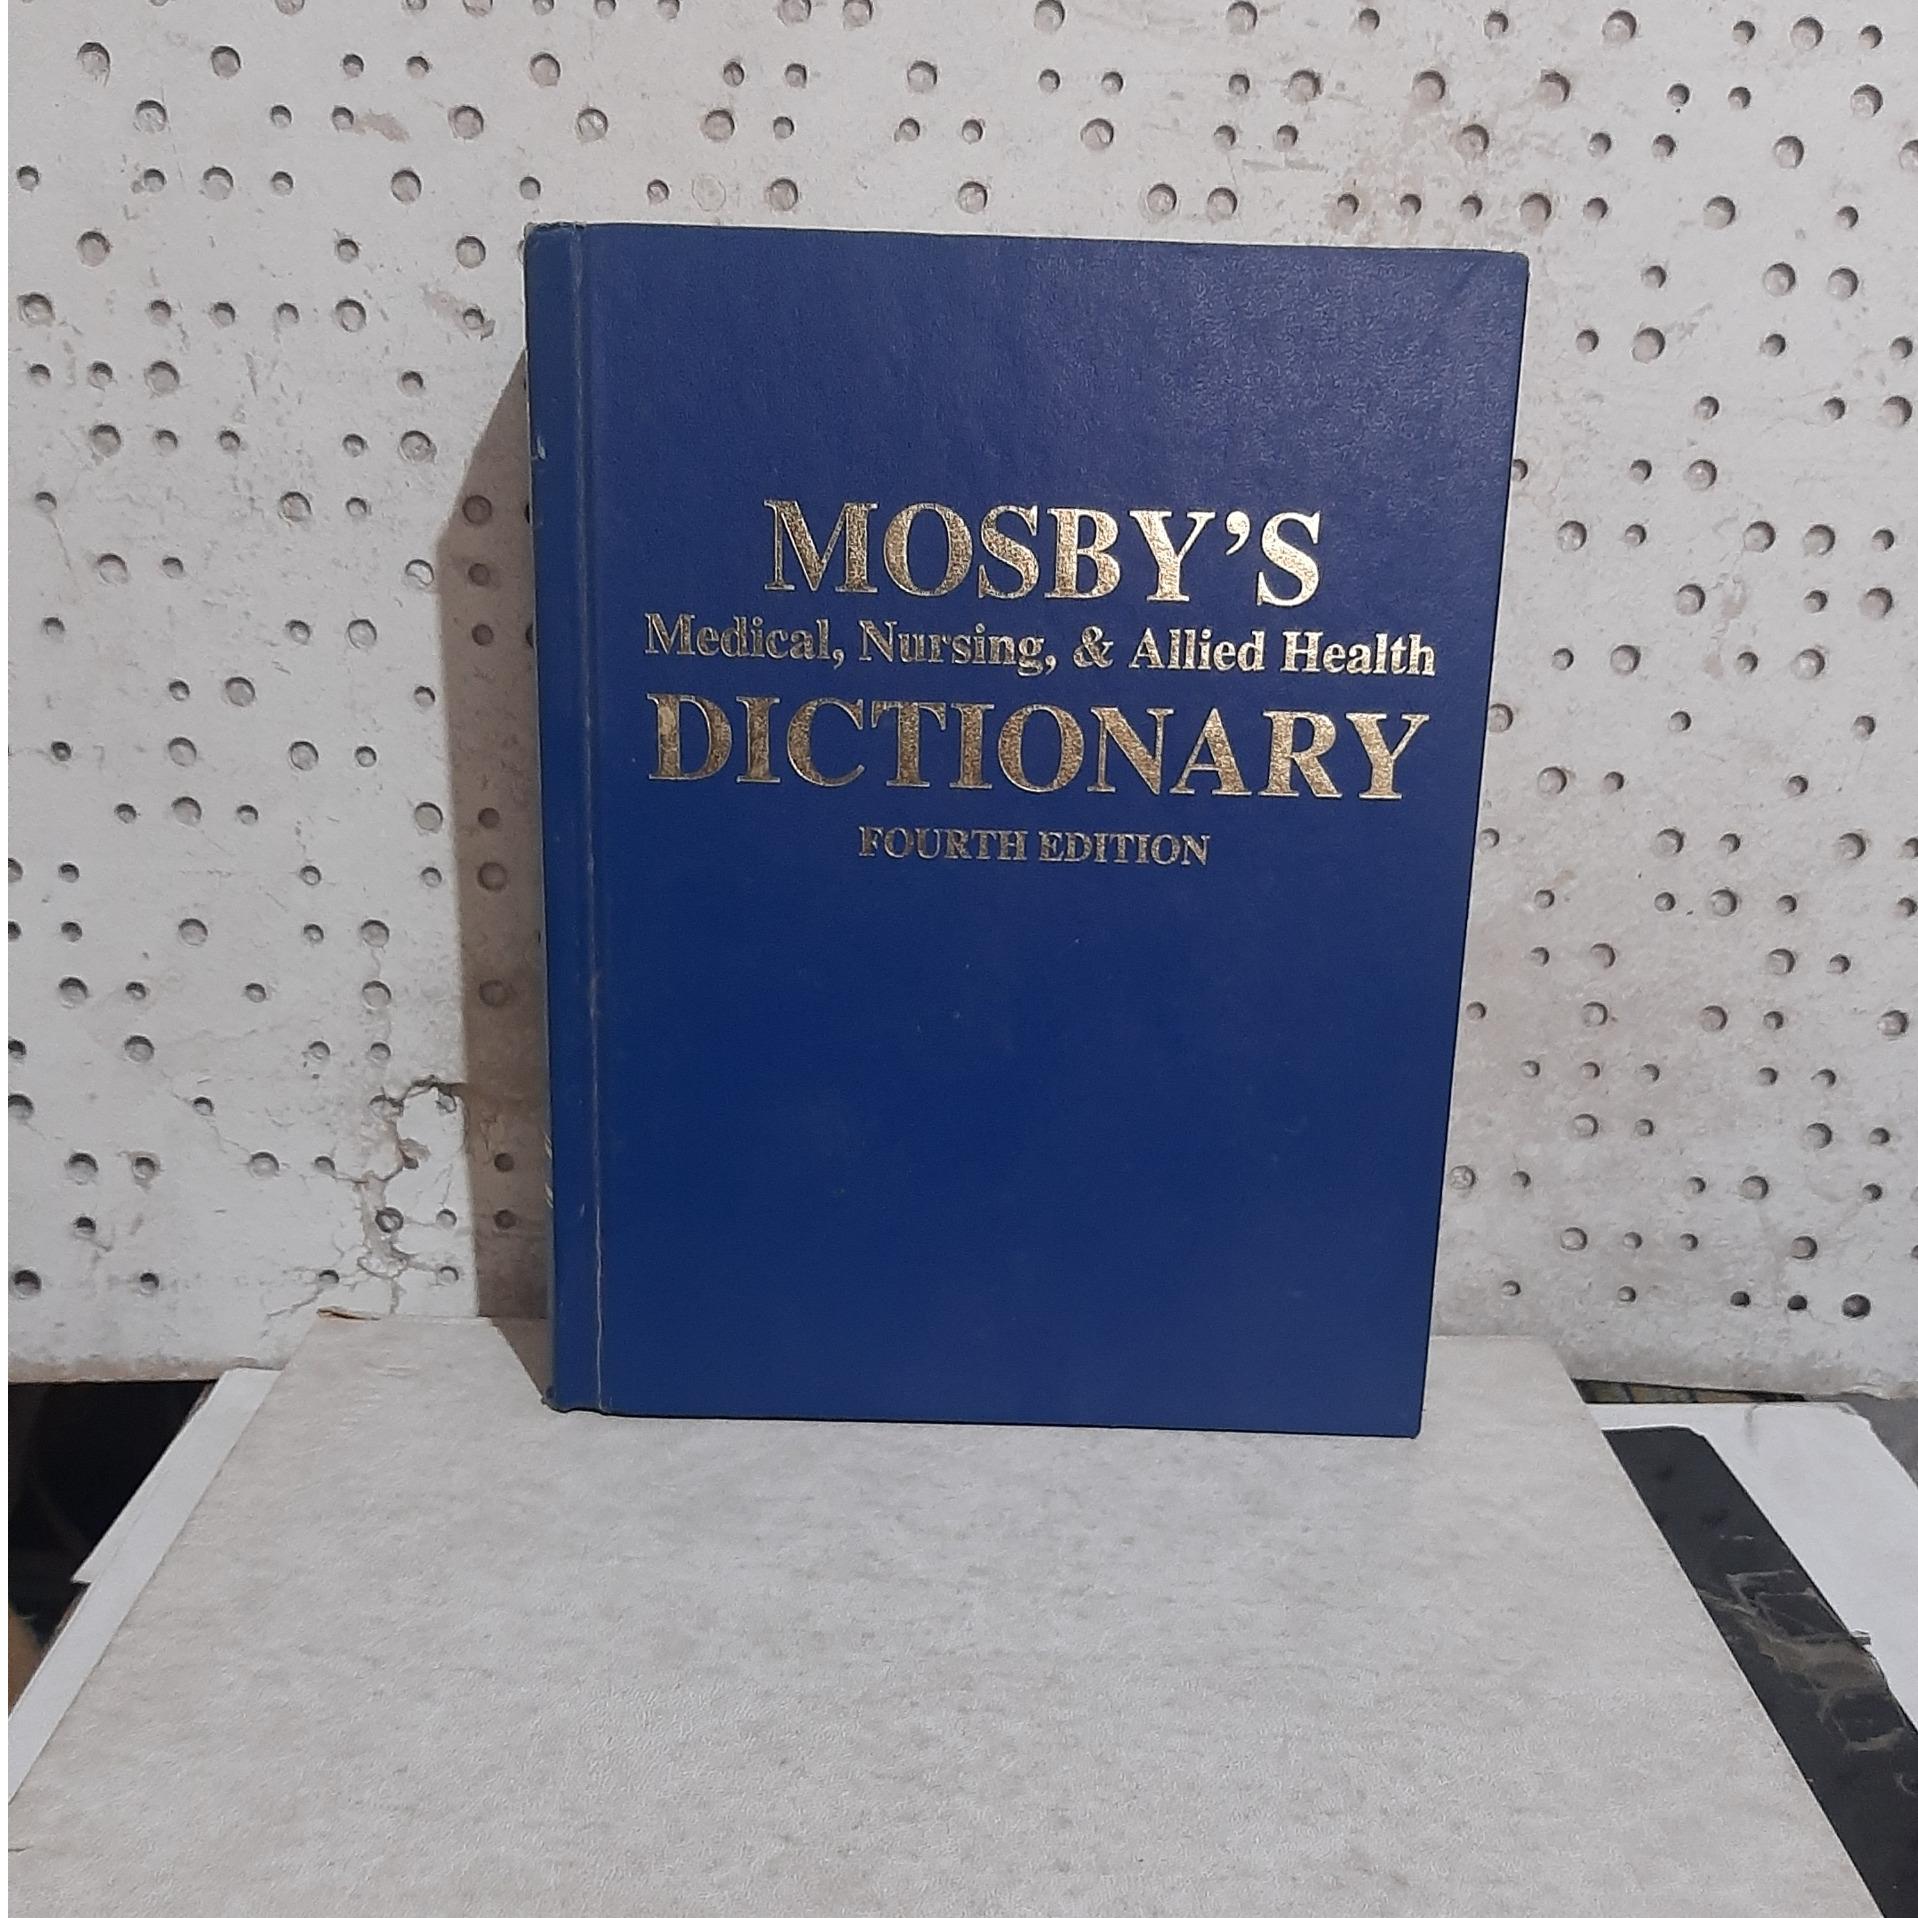 MOSBY’S
Medical, Nursing, & Allied Health
DICTIONARY
FOURTH EDITION